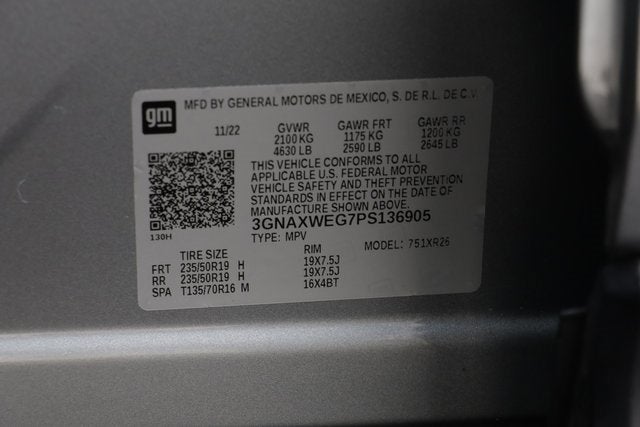 gm
MFD BY GENERAL MOTORS DE MEXICO, S. DE R.L. DE C.V.
11/22 GVWR GAWR FRT GAWR RR
2100 KG 1175 KG 1200 KG
4630 LB 2590 LB 2645 LB
THIS VEHICLE CONFORMS TO ALL
APPLICABLE U.S. FEDERAL MOTOR
VEHICLE SAFETY AND THEFT PREVENTION
STANDARDS IN EFFECT ON THE DATE OF
MANUFACTURE SHOWN ABOVE.
3GNAXWEG7PS136905
130H
TYPE: MPV MODEL: 751XR26
TIRE SIZE RIM
FRT 235/50R19 H 19X7.5J
RR 235/50R19 H 19X7.5J
SPA T135/70R16 M 16X4BT